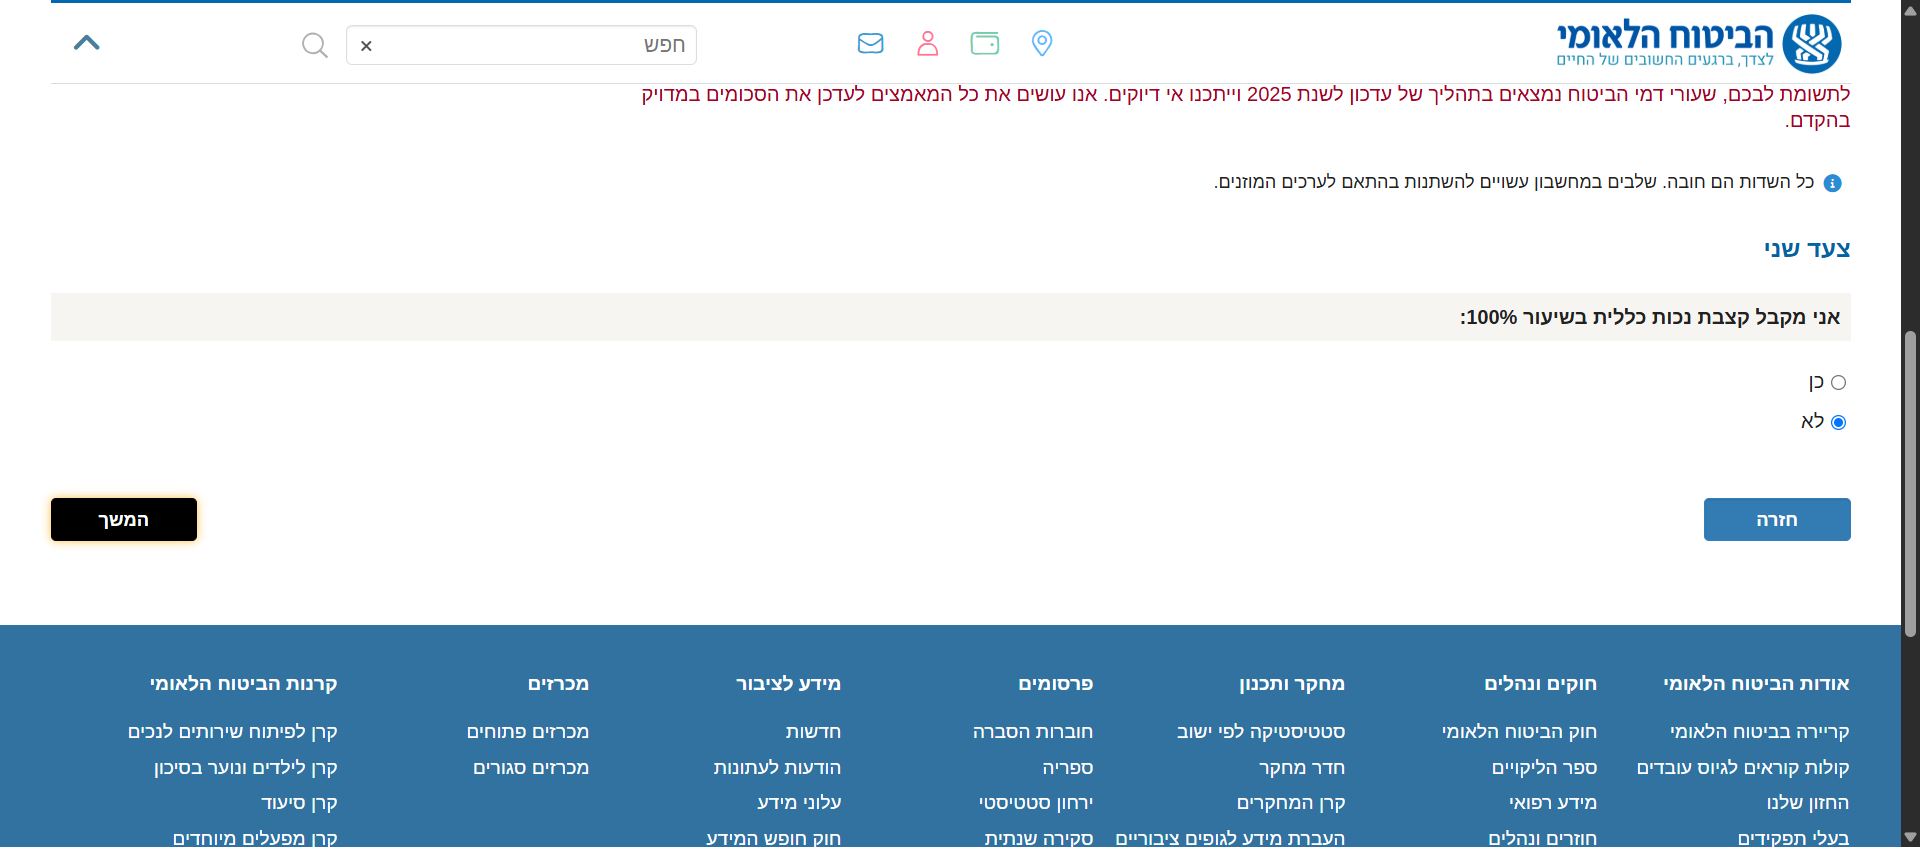 הביטוח הלאומי
לצדך, ברגעים החשובים של החיים
חפש
לתשומת לבכם, שעורי דמי הביטוח נמצאים בתהליך של עדכון לשנת 2025 וייתכנו אי דיוקים. אנו עושים את כל המאמצים לעדכן את הסכומים במדויק
בהקדם.
כל השדות הם חובה. שלבים במחשבון עשויים להשתנות בהתאם לערכים המוזנים.
צעד שני
אני מקבל קצבת נכות כללית בשיעור 100%:
כן
לא
חזרה
המשך
אודות הביטוח הלאומי
קריירה בביטוח הלאומי
קולות קוראים לגיוס עובדים
החזון שלנו
בעלי תפקידים
חוקים ונהלים
חוק הביטוח הלאומי
ספר הליקויים
מידע רפואי
חוזרים ונהלים
מחקר ותכנון
סטטיסטיקה לפי ישוב
חדר מחקר
קרן המחקרים
העברת מידע לגופים ציבוריים
פרסומים
חוברות הסברה
ספריה
ירחון סטטיסטי
סקירה שנתית
מידע לציבור
חדשות
הודעות לעתונות
עלוני מידע
חוק חופש המידע
מכרזים
מכרזים פתוחים
מכרזים סגורים
קרנות הביטוח הלאומי
קרן לפיתוח שירותים לנכים
קרן לילדים ונוער בסיכון
קרן סיעוד
קרן מפעלים מיוחדים